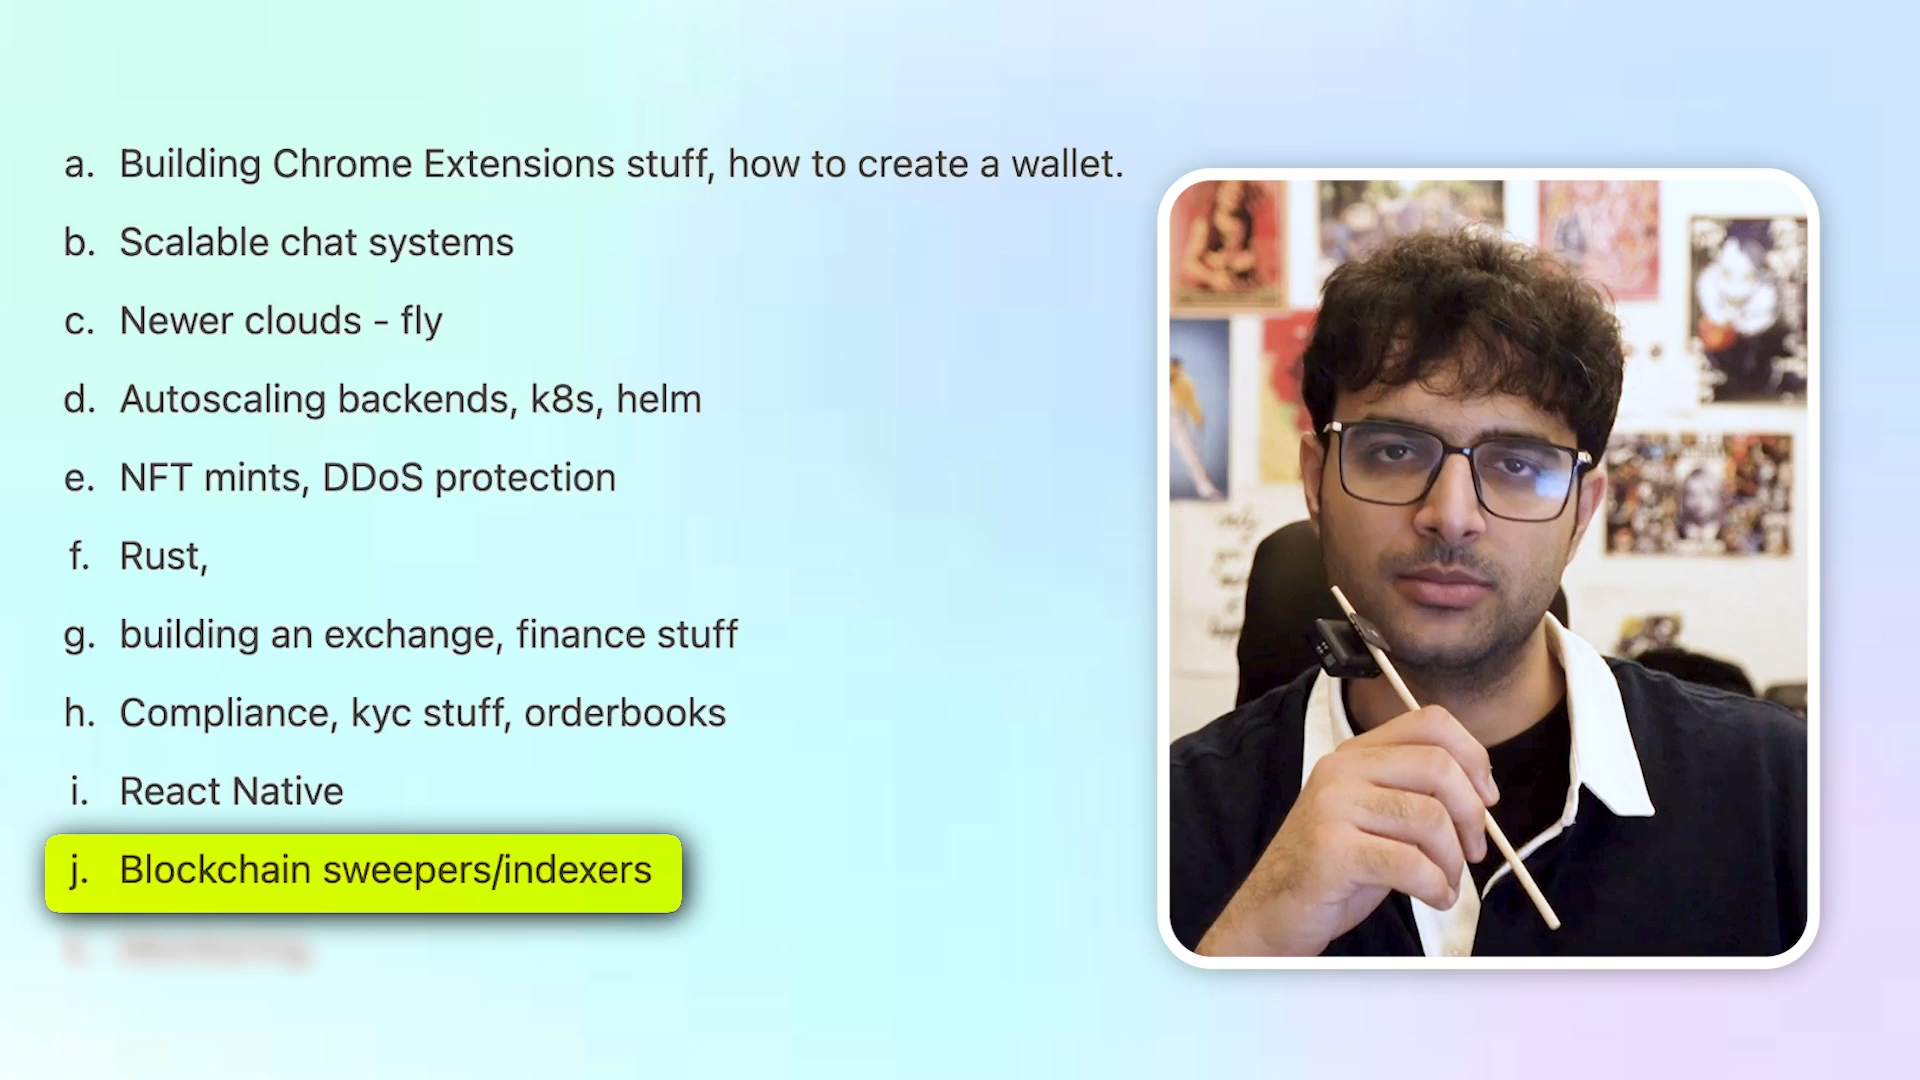 a. Building Chrome Extensions stuff, how to create a wallet.
b. Scalable chat systems
c. Newer clouds - fly
d. Autoscaling backends, k8s, helm
e. NFT mints, DDoS protection
f. Rust,
g. building an exchange, finance stuff
h. Compliance, kyc stuff, orderbooks
i. React Native
j. Blockchain sweepers/indexers